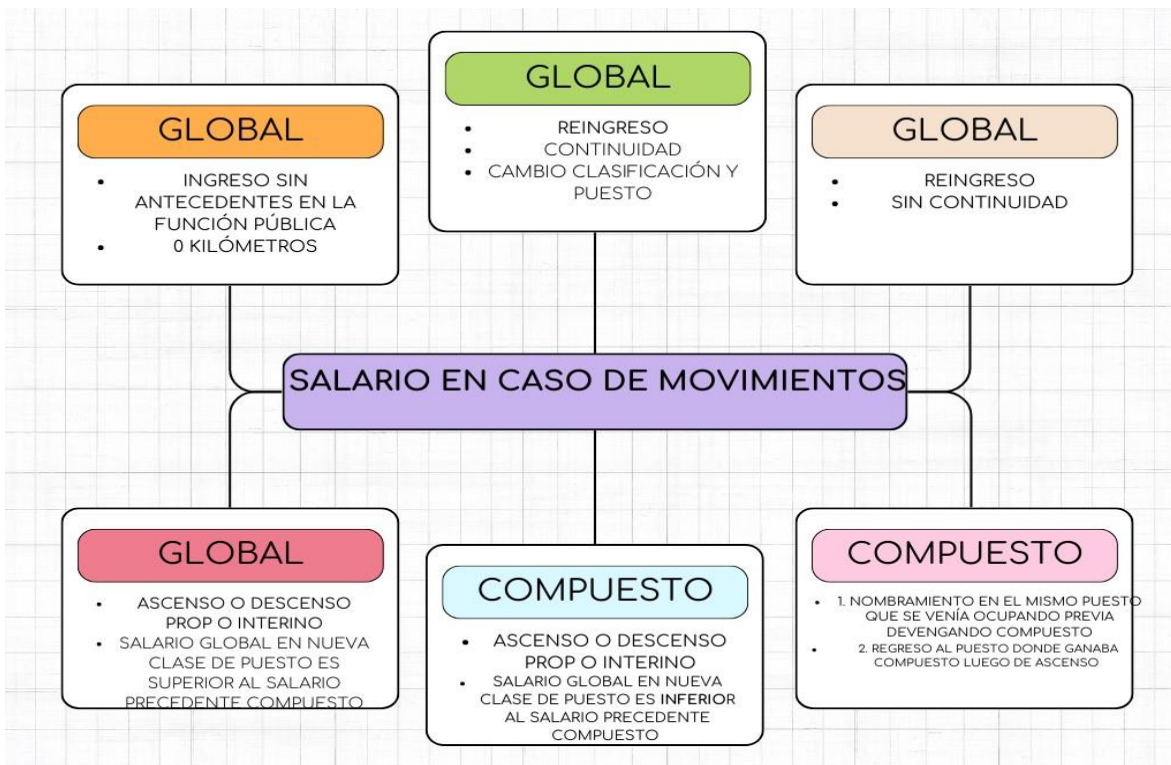 GLOBAL
• INGRESO SIN
ANTECEDENTES EN LA
FUNCIÓN PÚBLICA
• 0 KILÓMETROS
GLOBAL
• REINGRESO
• CONTINUIDAD
• CAMBIO CLASIFICACIÓN Y
PUESTO
GLOBAL
• REINGRESO
• SIN CONTINUIDAD
SALARIO EN CASO DE MOVIMIENTOS
GLOBAL
• ASCENSO O DESCENSO
PROP O INTERINO
• SALARIO GLOBAL EN NUEVA
CLASE DE PUESTO ES
SUPERIOR AL SALARIO
PRECEDENTE COMPUESTO
COMPUESTO
• ASCENSO O DESCENSO
PROP O INTERINO
• SALARIO GLOBAL EN NUEVA
CLASE DE PUESTO ES INFERIOR
AL SALARIO PRECEDENTE
COMPUESTO
COMPUESTO
• 1. NOMBRAMIENTO EN EL MISMO PUESTO
QUE SE VENÍA OCUPANDO PREVIA
DEVENGANDO COMPUESTO
• 2. REGRESO AL PUESTO DONDE GANABA
COMPUESTO LUEGO DE ASCENSO